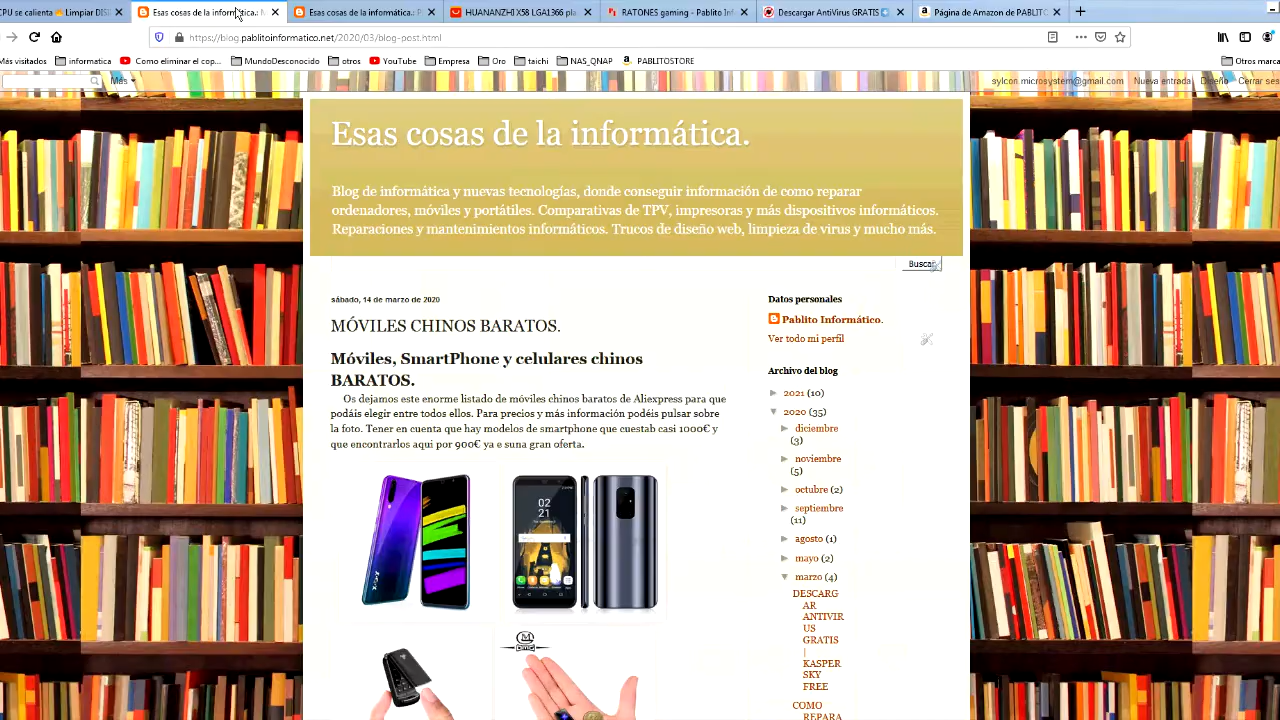 CPU se calienta
Limpiar DISI
Esas cosas de la informática.: M
Esas cosas de la informática.: P
HUANANZHI X58 LGA1366 pla
RATONES gaming - Pablito Infor
Descargar Antivirus GRATIS
Página de Amazon de PABLITO
https://blog.pablitoinformatico.net/2020/03/blog-post.html
Más visitados
informatica
Como eliminar el cop...
MundoDesconocido
otros
YouTube
Empresa
Oro
taichi
NAS_QNAP
PABLITOSTORE
Otros marca
Más
sylcon.microsystem@gmail.com
Nueva entrada
Diseño
Cerrar ses
Esas cosas de la informática.
Blog de informática y nuevas tecnologías, donde conseguir información de como reparar
ordenadores, móviles y portátiles. Comparativas de TPV, impresoras y más dispositivos informáticos.
Reparaciones y mantenimientos informáticos. Trucos de diseño web, limpieza de virus y mucho más.
Buscar
sábado, 14 de marzo de 2020
MÓVILES CHINOS BARATOS.
Móviles, SmartPhone y celulares chinos
BARATOS.
Os dejamos este enorme listado de móviles chinos baratos de Aliexpress para que
podáis elegir entre todos ellos. Para precios y más información podéis pulsar sobre
la foto. Tener en cuenta que hay modelos de smartphone que cuestab casi 1000€ y
que encontrarlos aqui por 900€ ya e suna gran oferta.
02
21
Datos personales
Pablito Informático.
Ver todo mi perfil
Archivo del blog
► 2021 (10)
▼ 2020 (35)
► diciembre
(3)
► noviembre
(5)
► octubre (2)
► septiembre
(11)
► agosto (1)
► mayo (2)
▼ marzo (4)
DESCARG
AR
ANTIVIR
US
GRATIS
|
KASPER
SKY
FREE
COMO
REPARA